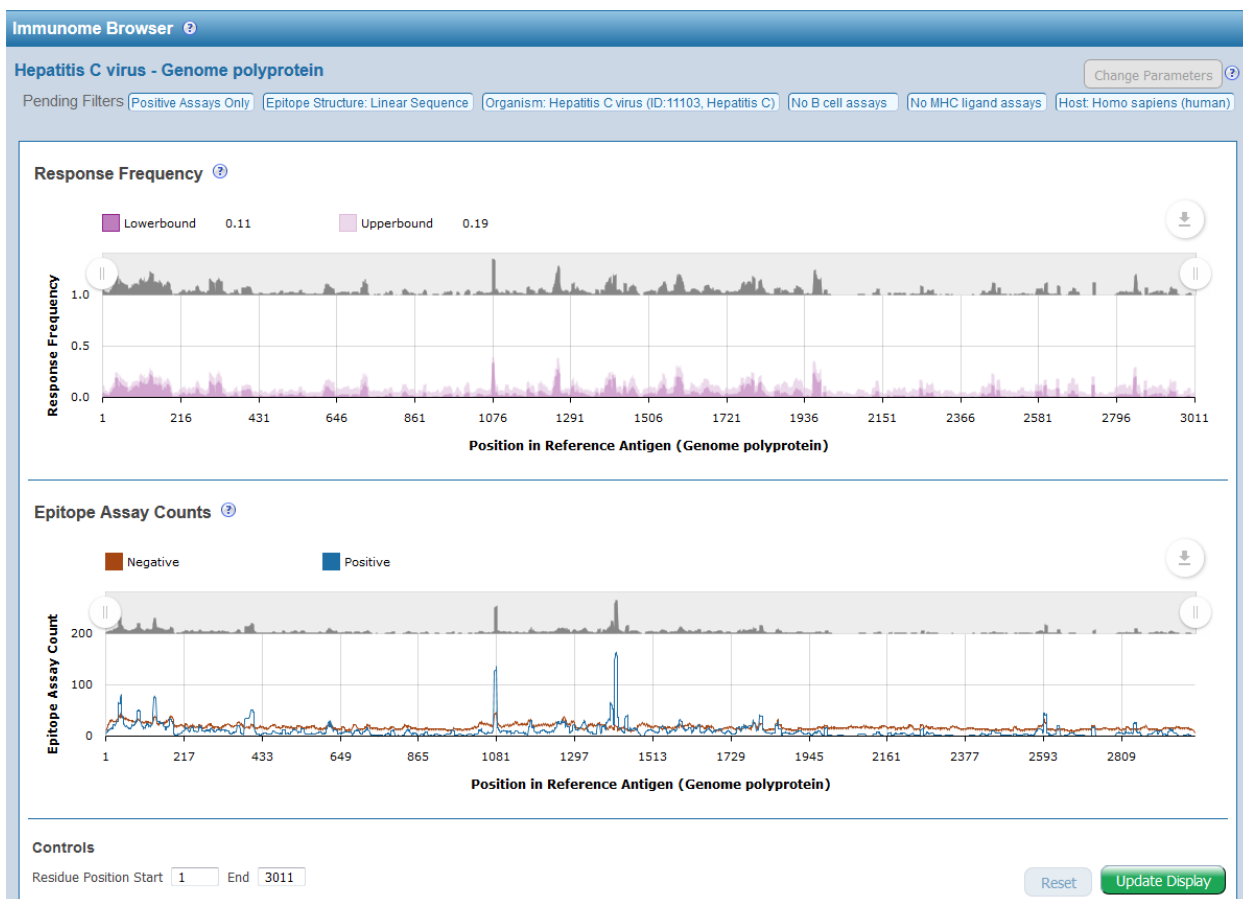 Immunome Browser ?
Hepatitis C virus - Genome polyprotein
Change Parameters ?
Pending Filters Positive Assays Only Epitope Structure: Linear Sequence Organism: Hepatitis C virus (ID:11103, Hepatitis C) No B cell assays No MHC ligand assays Host: Homo sapiens (human)
Response Frequency ?
Lowerbound 0.11 Upperbound 0.19
Response Frequency
1.0
0.5
0.0
1 216 431 646 861 1076 1291 1506 1721 1936 2151 2366 2581 2796 3011
Position in Reference Antigen (Genome polyprotein)
Epitope Assay Counts ?
Negative Positive
Epitope Assay Count
200
100
0
1 217 433 649 865 1081 1297 1513 1729 1945 2161 2377 2593 2809
Position in Reference Antigen (Genome polyprotein)
Controls
Residue Position Start 1 End 3011
Reset Update Display